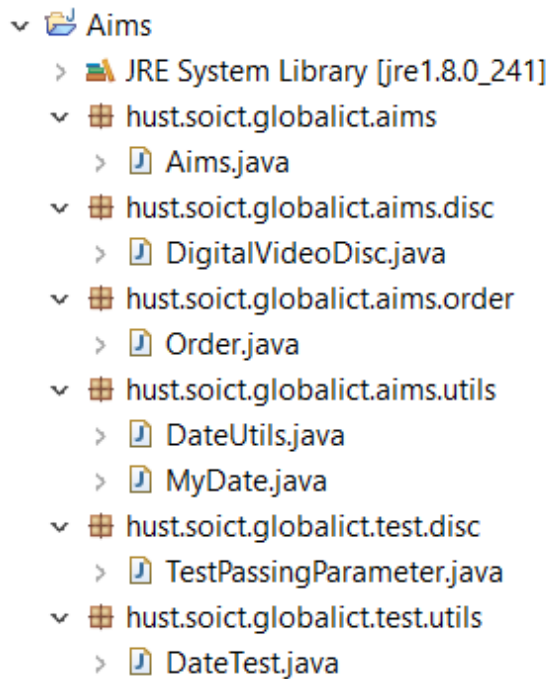 Aims
JRE System Library [jre1.8.0_241]
hust.soict.globalict.aims
Aims.java
hust.soict.globalict.aims.disc
DigitalVideoDisc.java
hust.soict.globalict.aims.order
Order.java
hust.soict.globalict.aims.utils
DateUtils.java
MyDate.java
hust.soict.globalict.test.disc
TestPassingParameter.java
hust.soict.globalict.test.utils
DateTest.java